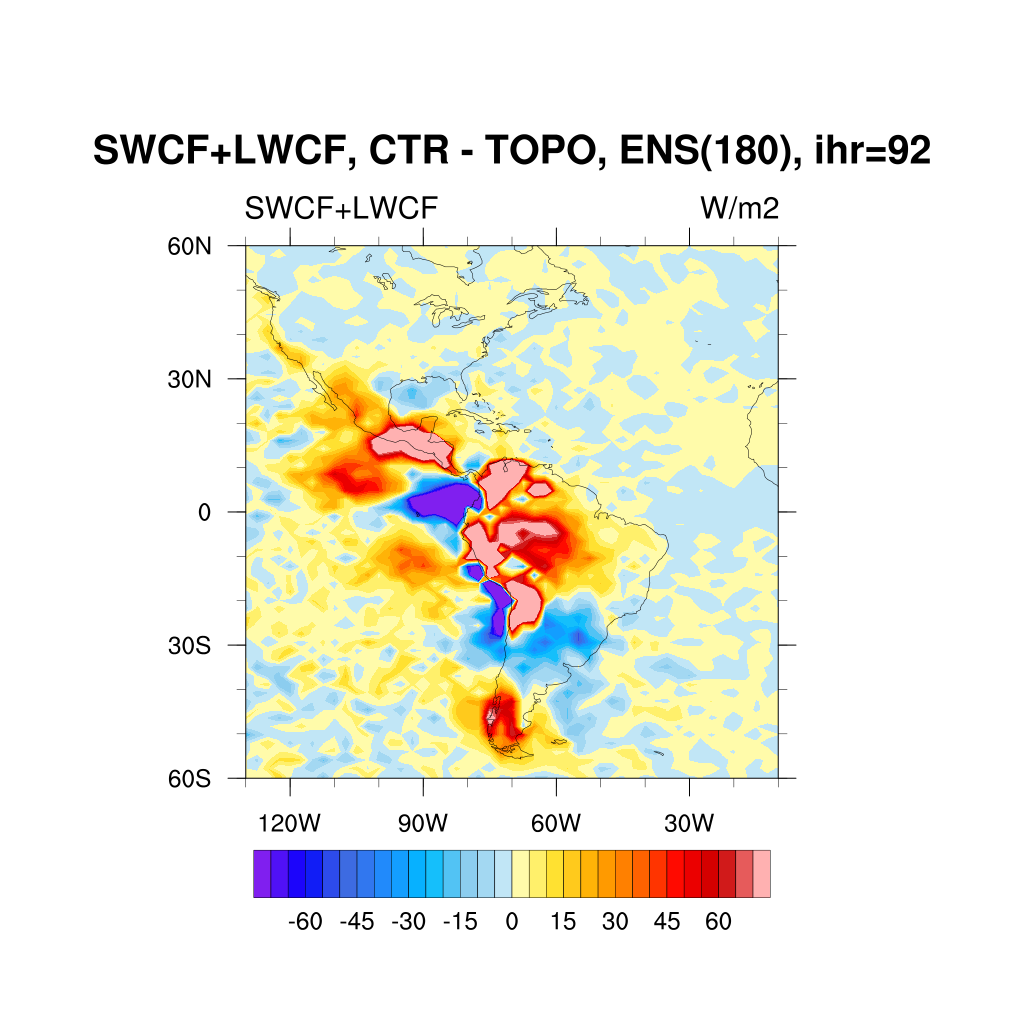 SWCF+LWCF, CTR - TOPO, ENS(180), ihr=92
SWCF+LWCF W/m2
60N
30N
0
30S
60S
120W 90W 60W 30W
-60 -45 -30 -15 0 15 30 45 60